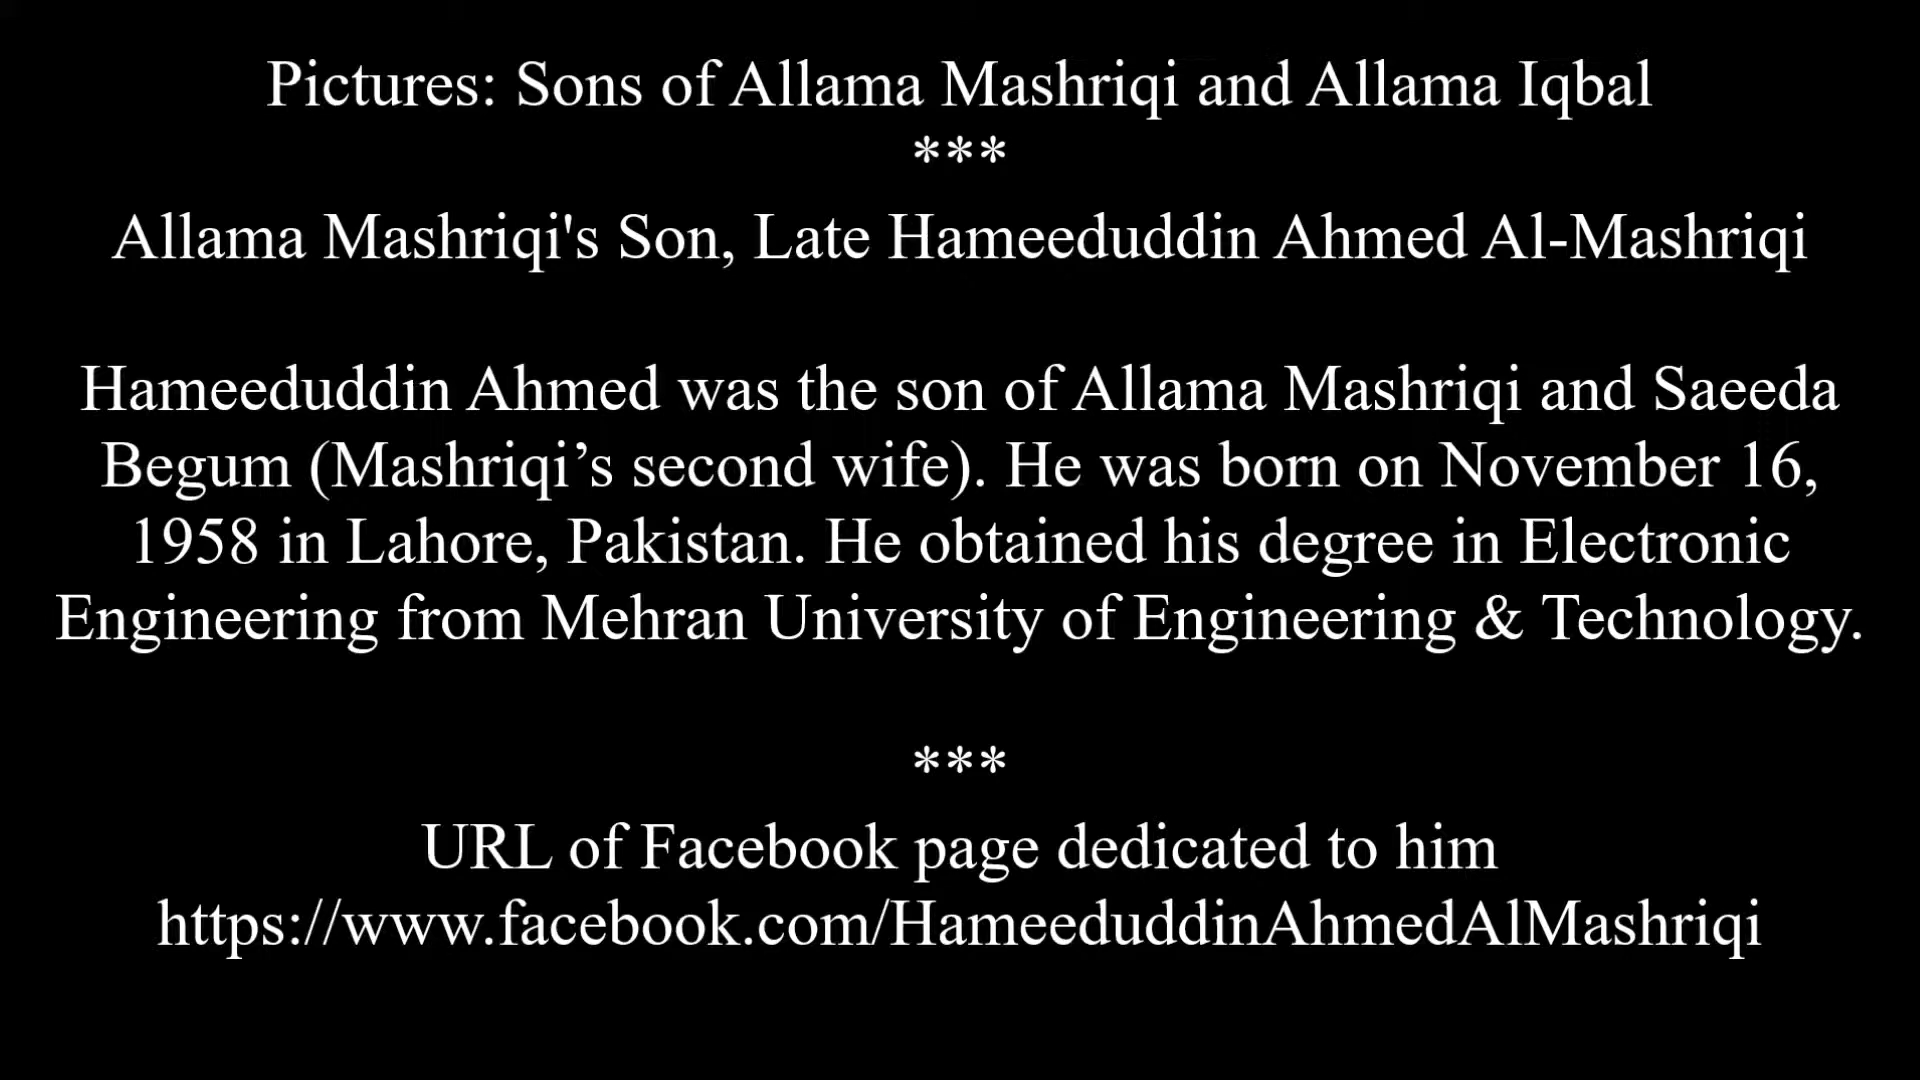 Pictures: Sons of Allama Mashriqi and Allama Iqbal
***
Allama Mashriqi's Son, Late Hameeduddin Ahmed Al-Mashriqi
Hameeduddin Ahmed was the son of Allama Mashriqi and Saeeda
Begum (Mashriqi’s second wife). He was born on November 16,
1958 in Lahore, Pakistan. He obtained his degree in Electronic
Engineering from Mehran University of Engineering & Technology.
***
URL of Facebook page dedicated to him
https://www.facebook.com/HameeduddinAhmedAlMashriqi